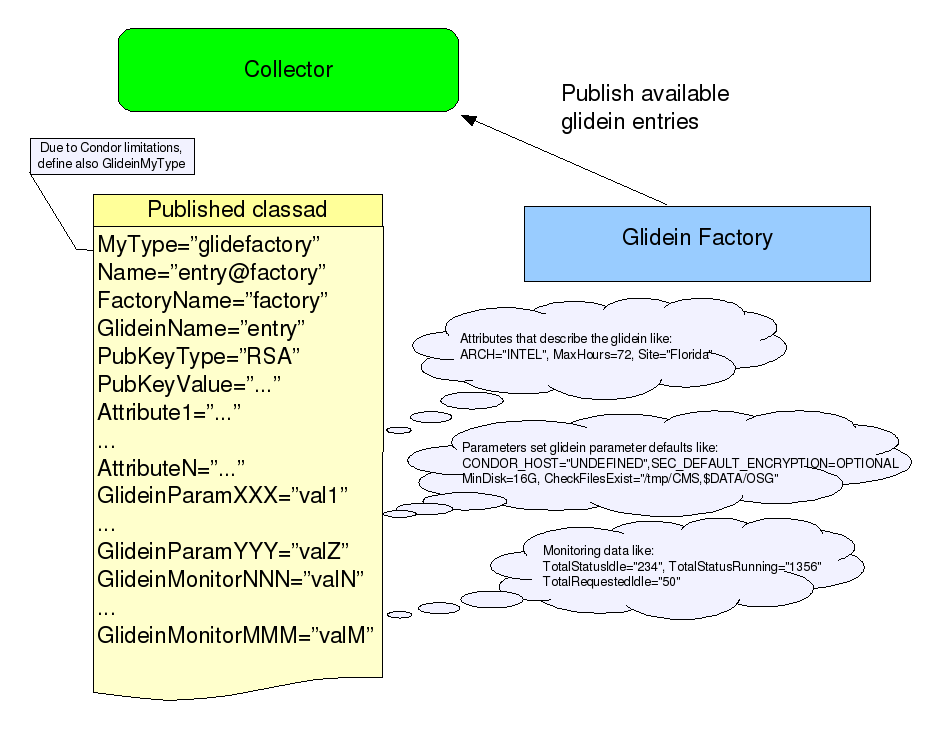 Collector
Publish available
glidein entries
Due to Condor limitations,
define also GlideinMyType
Published classad
MyType=”glidefactory”
Name=”entry@factory”
FactoryName=”factory”
GlideinName=”entry”
PubKeyType=”RSA”
PubKeyValue=”...”
Attribute1=”...”
...
AttributeN=”...”
GlideinParamXXX=”val1”
...
GlideinParamYYY=”valZ”
GlideinMonitorNNN=”valN”
...
GlideinMonitorMMM=”valM”
Glidein Factory
Attributes that describe the glidein like:
ARCH="INTEL", MaxHours=72, Site="Florida"
Parameters set glidein parameter defaults like:
CONDOR_HOST="UNDEFINED",SEC_DEFAULT_ENCRYPTION=OPTIONAL
MinDisk=16G, CheckFilesExist="/tmp/CMS,$DATA/OSG"
Monitoring data like:
TotalStatusIdle="234", TotalStatusRunning="1356"
TotalRequestedIdle="50"